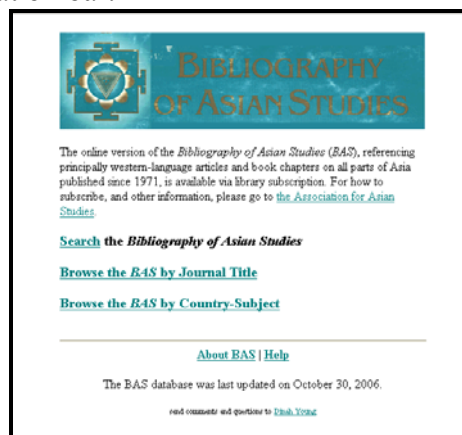 BIBLIOGRAPHY
OF ASIAN STUDIES
The online version of the Bibliography of Asian Studies (BAS), referencing
principally western-language articles and book chapters on all parts of Asia
published since 1971, is available via library subscription. For how to
subscribe, and other information, please go to the Association for Asian
Studies.
Search the Bibliography of Asian Studies
Browse the BAS by Journal Title
Browse the BAS by Country-Subject
About BAS | Help
The BAS database was last updated on October 30, 2006.
send comments and questions to Dinah Young